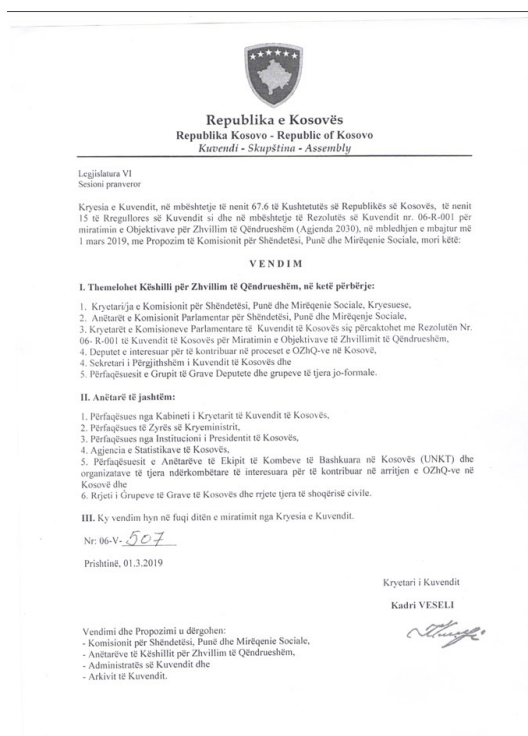 Republika e Kosovës
Republika Kosovo - Republic of Kosovo
Kuvendi - Skupština - Assembly
Legjislatura VI
Sesioni pranveror
Kryesia e Kuvendit, në mbështetje të nenit 67.6 të Kushtetutës së Republikës së Kosovës, të nenit
15 të Rregullores së Kuvendit si dhe në mbështetje të Rezolutës së Kuvendit nr. 06-R-001 për
miratimin e Objektivave për Zhvillim të Qëndrueshëm (Agjenda 2030), në mbledhjen e mbajtur më
1 mars 2019, me Propozim të Komisionit për Shëndetësi, Punë dhe Mirëqenie Sociale, mori këtë:
V E N D I M
I. Themelohet Këshilli për Zhvillim të Qëndrueshëm, në ketë përbërje:
1. Kryetari/ja e Komisionit për Shëndetësi, Punë dhe Mirëqenie Sociale, Kryesuese,
2. Anëtarët e Komisionit Parlamentar për Shëndetësi, Punë dhe Mirëqenie Sociale,
3. Kryetarët e Komisioneve Parlamentare të Kuvendit të Kosovës siç përcaktohet me Rezolutën Nr.
06- R-001 të Kuvendit të Kosovës për Miratimin e Objektivave të Zhvillimit të Qëndrueshëm,
4. Deputet e interesuar për të kontribuar në proceset e OZhQ-ve në Kosovë,
4. Sekretari i Përgjithshëm i Kuvendit të Kosovës dhe
5. Përfaqësuesit e Grupit të Grave Deputete dhe grupeve të tjera jo-formale.
II. Anëtarë të jashtëm:
1. Përfaqësues nga Kabineti i Kryetarit të Kuvendit të Kosovës,
2. Përfaqësues të Zyrës së Kryeministrit,
3. Përfaqësues nga Institucioni i Presidentit të Kosovës,
4. Agjencia e Statistikave të Kosovës,
5. Përfaqësuesit e Anëtarëve të Ekipit të Kombeve të Bashkuara në Kosovës (UNKT) dhe
organizatave të tjera ndërkombëtare të interesuara për të kontribuar në arritjen e OZhQ-ve në
Kosovë dhe
6. Rrjeti i Grupeve të Grave të Kosovës dhe rrjete tjera të shoqërisë civile.
III. Ky vendim hyn në fuqi ditën e miratimit nga Kryesia e Kuvendit.
Nr: 06-V- 507
Prishtinë, 01.3.2019
Kryetari i Kuvendit
Kadri VESELI
Vendimi dhe Propozimi u dërgohen:
- Komisionit për Shëndetësi, Punë dhe Mirëqenie Sociale,
- Anëtarëve të Këshillit për Zhvillim të Qëndrueshëm,
- Administratës së Kuvendit dhe
- Arkivit të Kuvendit.